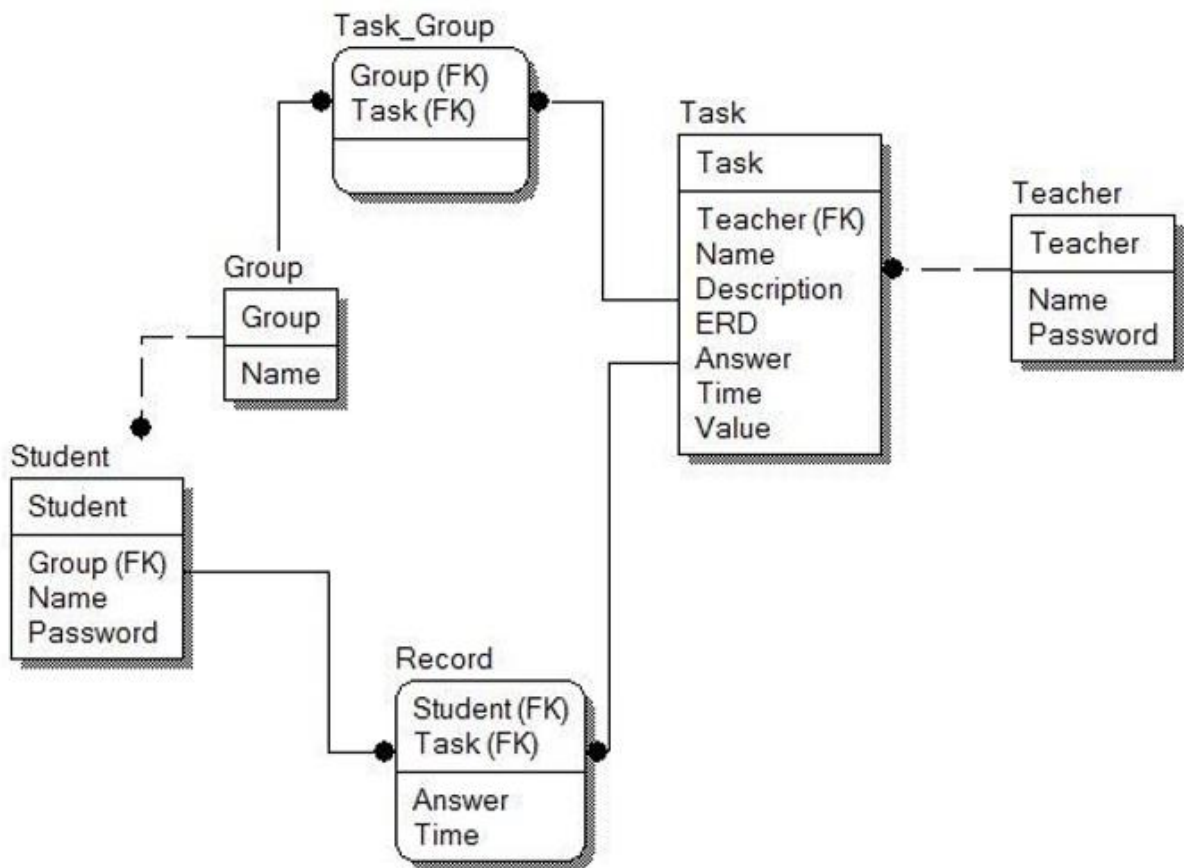 Task_Group
Group (FK)
Task (FK)
Task
Task
Teacher (FK)
Name
Description
ERD
Answer
Time
Value
Teacher
Teacher
Name
Password
Group
Group
Name
Student
Student
Group (FK)
Name
Password
Record
Student (FK)
Task (FK)
Answer
Time